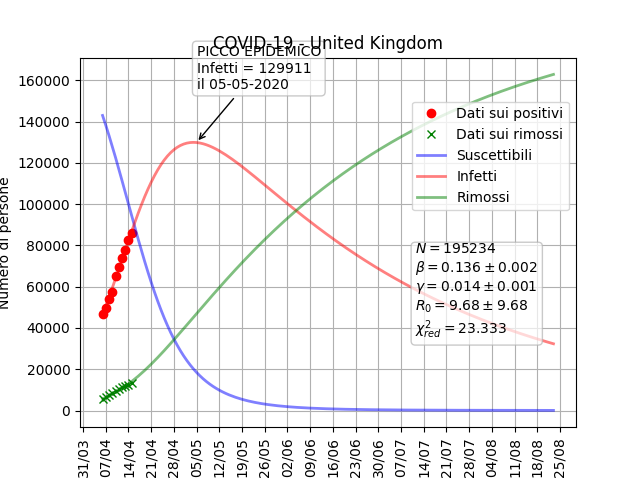 COVID-19 - United Kingdom
PICCO EPIDEMICO
Infetti = 129911
il 05-05-2020
Numero di persone
160000
140000
120000
100000
80000
60000
40000
20000
0
Dati sui positivi
Dati sui rimossi
Suscettibili
Infetti
Rimossi
N = 195234
β = 0.136 ± 0.002
γ = 0.014 ± 0.001
R₀ = 9.68 ± 9.68
χ²red = 23.333
31/03
07/04
14/04
21/04
28/04
05/05
12/05
19/05
26/05
02/06
09/06
16/06
23/06
30/06
07/07
14/07
21/07
28/07
04/08
11/08
18/08
25/08